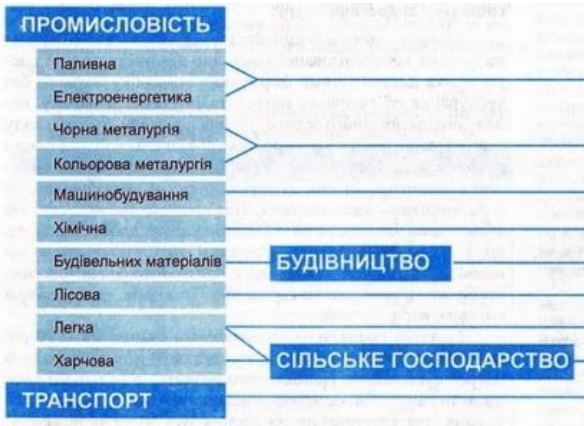 ПРОМИСЛОВІСТЬ
Паливна
Електроенергетика
Чорна металургія
Кольорова металургія
Машинобудування
Хімічна
Будівельних матеріалів
БУДІВНИЦТВО
Лісова
Легка
Харчова
СІЛЬСЬКЕ ГОСПОДАРСТВО
ТРАНСПОРТ